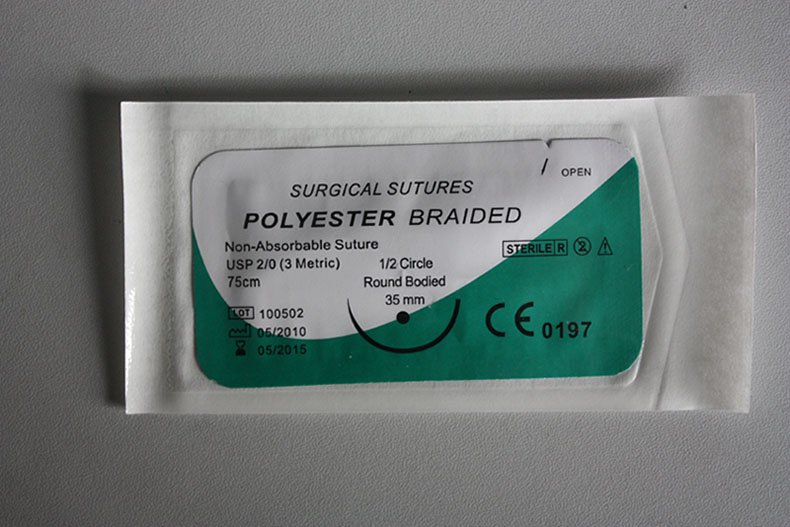 OPEN
SURGICAL SUTURES
POLYESTER BRAIDED
Non-Absorbable Suture
USP 2/0 (3 Metric)
75cm
1/2 Circle
Round Bodied
35 mm
STERILE R
2
LOT 100502
05/2010
05/2015
CE 0197